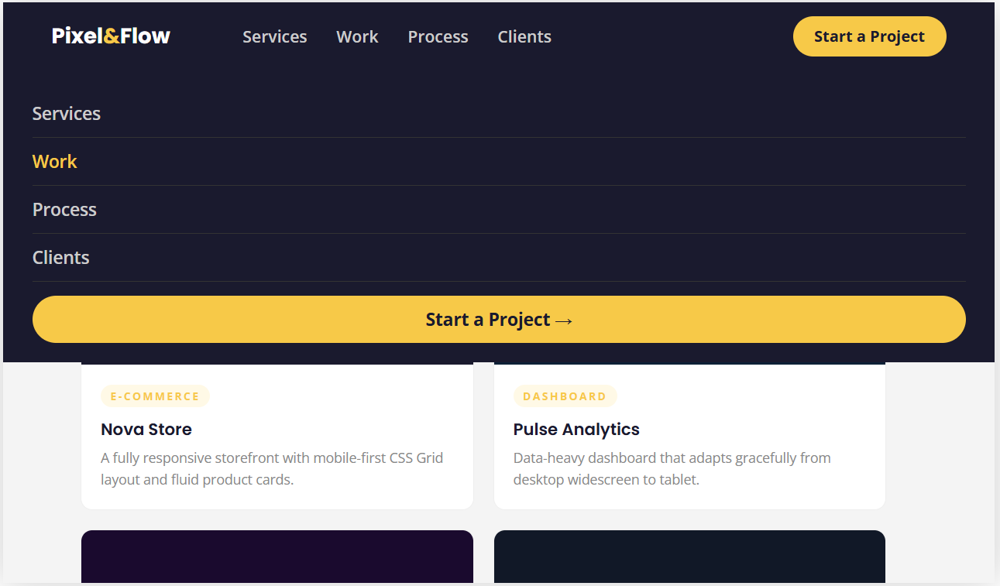 Pixel&Flow Services Work Process Clients Start a Project
Services
Work
Process
Clients
Start a Project →
E-COMMERCE
Nova Store
A fully responsive storefront with mobile-first CSS Grid
layout and fluid product cards.
DASHBOARD
Pulse Analytics
Data-heavy dashboard that adapts gracefully from
desktop widescreen to tablet.